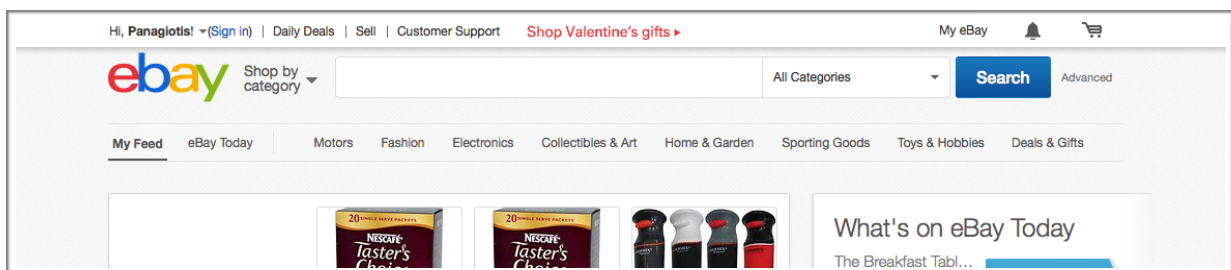 Hi, Panagiotis! (Sign in) | Daily Deals | Sell | Customer Support Shop Valentine's gifts My eBay
ebay Shop by category All Categories Search Advanced
My Feed eBay Today Motors Fashion Electronics Collectibles & Art Home & Garden Sporting Goods Toys & Hobbies Deals & Gifts
20 SINGLE SERVE PACKETS 20 SINGLE SERVE PACKETS
NESCAFÉ NESCAFÉ
Taster's Taster's
Choice Choice
What's on eBay Today
The Breakfast Tabl...